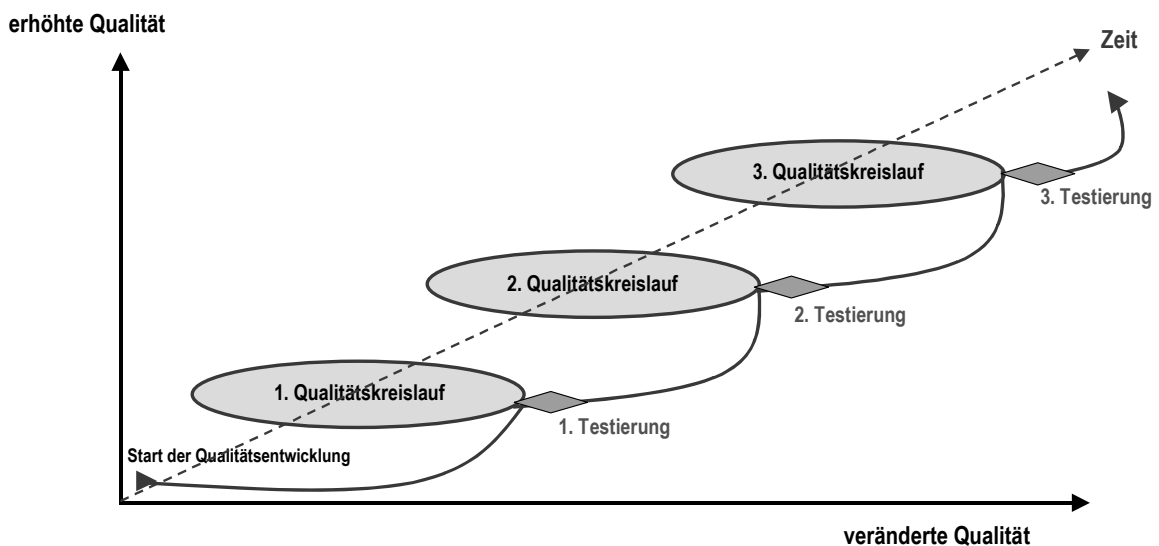 erhöhte Qualität
Zeit
3. Qualitätskreislauf
3. Testierung
2. Qualitätskreislauf
2. Testierung
1. Qualitätskreislauf
1. Testierung
Start der Qualitätsentwicklung
veränderte Qualität